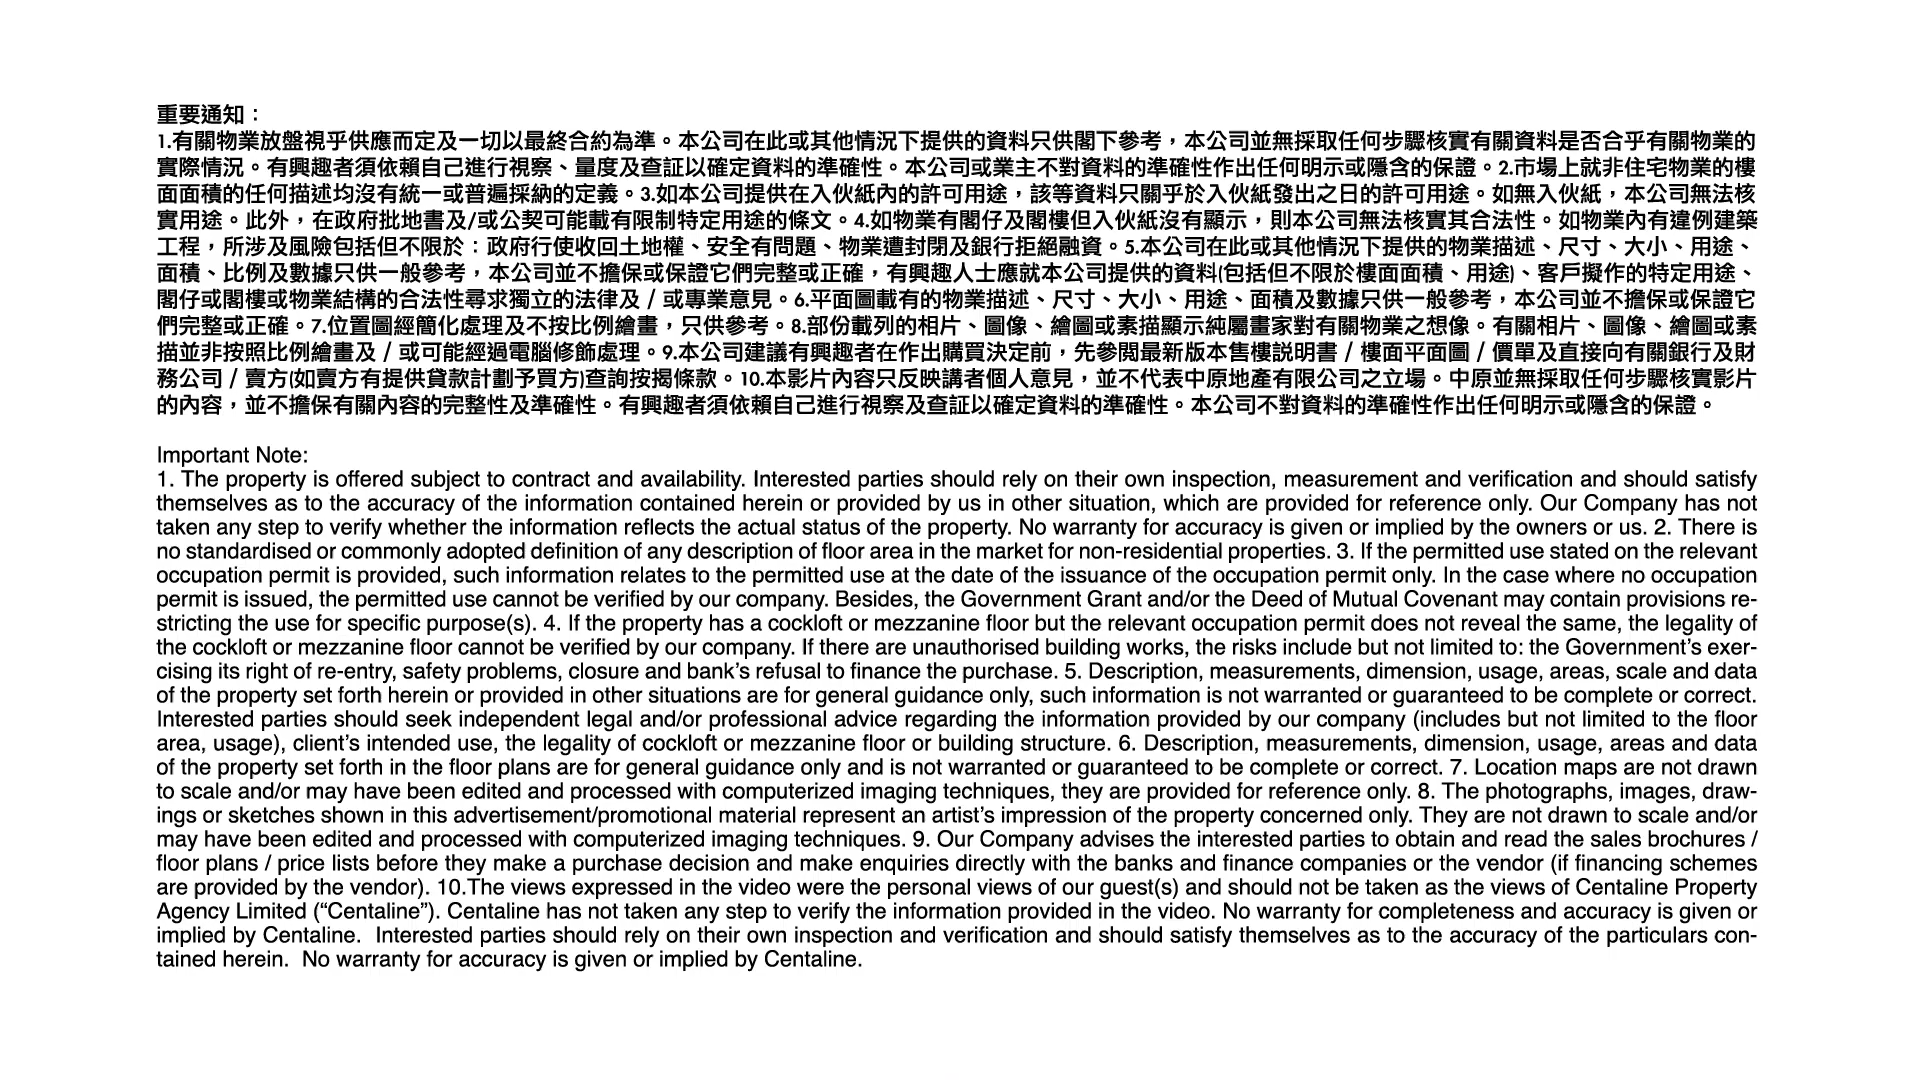 重要通知：
1.有關物業放盤視乎供應而定及一切以最終合約為準。本公司在此或其他情況下提供的資料只供閣下參考，本公司並無採取任何步驟核實有關資料是否合乎有關物業的
實際情況。有興趣者須依賴自己進行視察、量度及查証以確定資料的準確性。本公司或業主不對資料的準確性作出任何明示或隱含的保證。2.市場上就非住宅物業的樓
面面積的任何描述均沒有統一或普遍採納的定義。3.如本公司提供在入伙紙內的許可用途，該等資料只關乎於入伙紙發出之日的許可用途。如無入伙紙，本公司無法核
實用途。此外，在政府批地書及/或公契可能載有限制特定用途的條文。4.如物業有閣仔及閣樓但入伙紙沒有顯示，則本公司無法核實其合法性。如物業內有違例建築
工程，所涉及風險包括但不限於：政府行使收回土地權、安全有問題、物業遭封閉及銀行拒絕融資。5.本公司在此或其他情況下提供的物業描述、尺寸、大小、用途、
面積、比例及數據只供一般參考，本公司並不擔保或保證它們完整或正確，有興趣人士應就本公司提供的資料(包括但不限於樓面面積、用途)、客戶擬作的特定用途、
閣仔或閣樓或物業結構的合法性尋求獨立的法律及 / 或專業意見。6.平面圖載有的物業描述、尺寸、大小、用途、面積及數據只供一般參考，本公司並不擔保或保證它
們完整或正確。7.位置圖經簡化處理及不按比例繪畫，只供參考。8.部份載列的相片、圖像、繪圖或素描顯示純屬畫家對有關物業之想像。有關相片、圖像、繪圖或素
描並非按照比例繪畫及 / 或可能經過電腦修飾處理。9.本公司建議有興趣者在作出購買決定前，先參閱最新版本售樓説明書 / 樓面平面圖 / 價單及直接向有關銀行及財
務公司 / 賣方(如賣方有提供貸款計劃予買方)查詢按揭條款。10.本影片內容只反映講者個人意見，並不代表中原地產有限公司之立場。中原並無採取任何步驟核實影片
的內容，並不擔保有關內容的完整性及準確性。有興趣者須依賴自己進行視察及查証以確定資料的準確性。本公司不對資料的準確性作出任何明示或隱含的保證。
Important Note:
1. The property is offered subject to contract and availability. Interested parties should rely on their own inspection, measurement and verification and should satisfy
themselves as to the accuracy of the information contained herein or provided by us in other situation, which are provided for reference only. Our Company has not
taken any step to verify whether the information reflects the actual status of the property. No warranty for accuracy is given or implied by the owners or us. 2. There is
no standardised or commonly adopted definition of any description of floor area in the market for non-residential properties. 3. If the permitted use stated on the relevant
occupation permit is provided, such information relates to the permitted use at the date of the issuance of the occupation permit only. In the case where no occupation
permit is issued, the permitted use cannot be verified by our company. Besides, the Government Grant and/or the Deed of Mutual Covenant may contain provisions re-
stricting the use for specific purpose(s). 4. If the property has a cockloft or mezzanine floor but the relevant occupation permit does not reveal the same, the legality of
the cockloft or mezzanine floor cannot be verified by our company. If there are unauthorised building works, the risks include but not limited to: the Government’s exer-
cising its right of re-entry, safety problems, closure and bank’s refusal to finance the purchase. 5. Description, measurements, dimension, usage, areas, scale and data
of the property set forth herein or provided in other situations are for general guidance only, such information is not warranted or guaranteed to be complete or correct.
Interested parties should seek independent legal and/or professional advice regarding the information provided by our company (includes but not limited to the floor
area, usage), client’s intended use, the legality of cockloft or mezzanine floor or building structure. 6. Description, measurements, dimension, usage, areas and data
of the property set forth in the floor plans are for general guidance only and is not warranted or guaranteed to be complete or correct. 7. Location maps are not drawn
to scale and/or may have been edited and processed with computerized imaging techniques, they are provided for reference only. 8. The photographs, images, draw-
ings or sketches shown in this advertisement/promotional material represent an artist’s impression of the property concerned only. They are not drawn to scale and/or
may have been edited and processed with computerized imaging techniques. 9. Our Company advises the interested parties to obtain and read the sales brochures /
floor plans / price lists before they make a purchase decision and make enquiries directly with the banks and finance companies or the vendor (if financing schemes
are provided by the vendor). 10.The views expressed in the video were the personal views of our guest(s) and should not be taken as the views of Centaline Property
Agency Limited (“Centaline”). Centaline has not taken any step to verify the information provided in the video. No warranty for completeness and accuracy is given or
implied by Centaline.  Interested parties should rely on their own inspection and verification and should satisfy themselves as to the accuracy of the particulars con-
tained herein.  No warranty for accuracy is given or implied by Centaline.